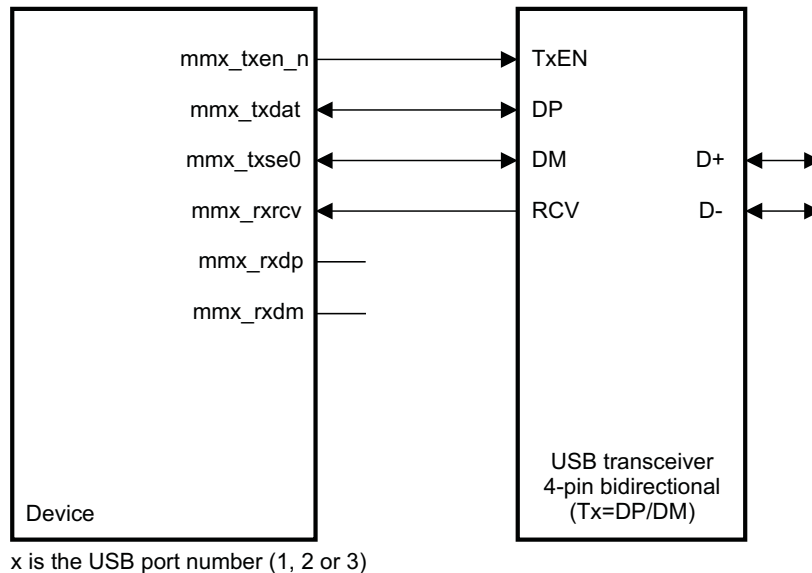 mmx_txen_n
mmx_txdat
mmx_txse0
mmx_rxrcv
mmx_rxdp
mmx_rxdm
Device
TxEN
DP
DM
RCV
D+
D-
USB transceiver
4-pin bidirectional
(Tx=DP/DM)
x is the USB port number (1, 2 or 3)